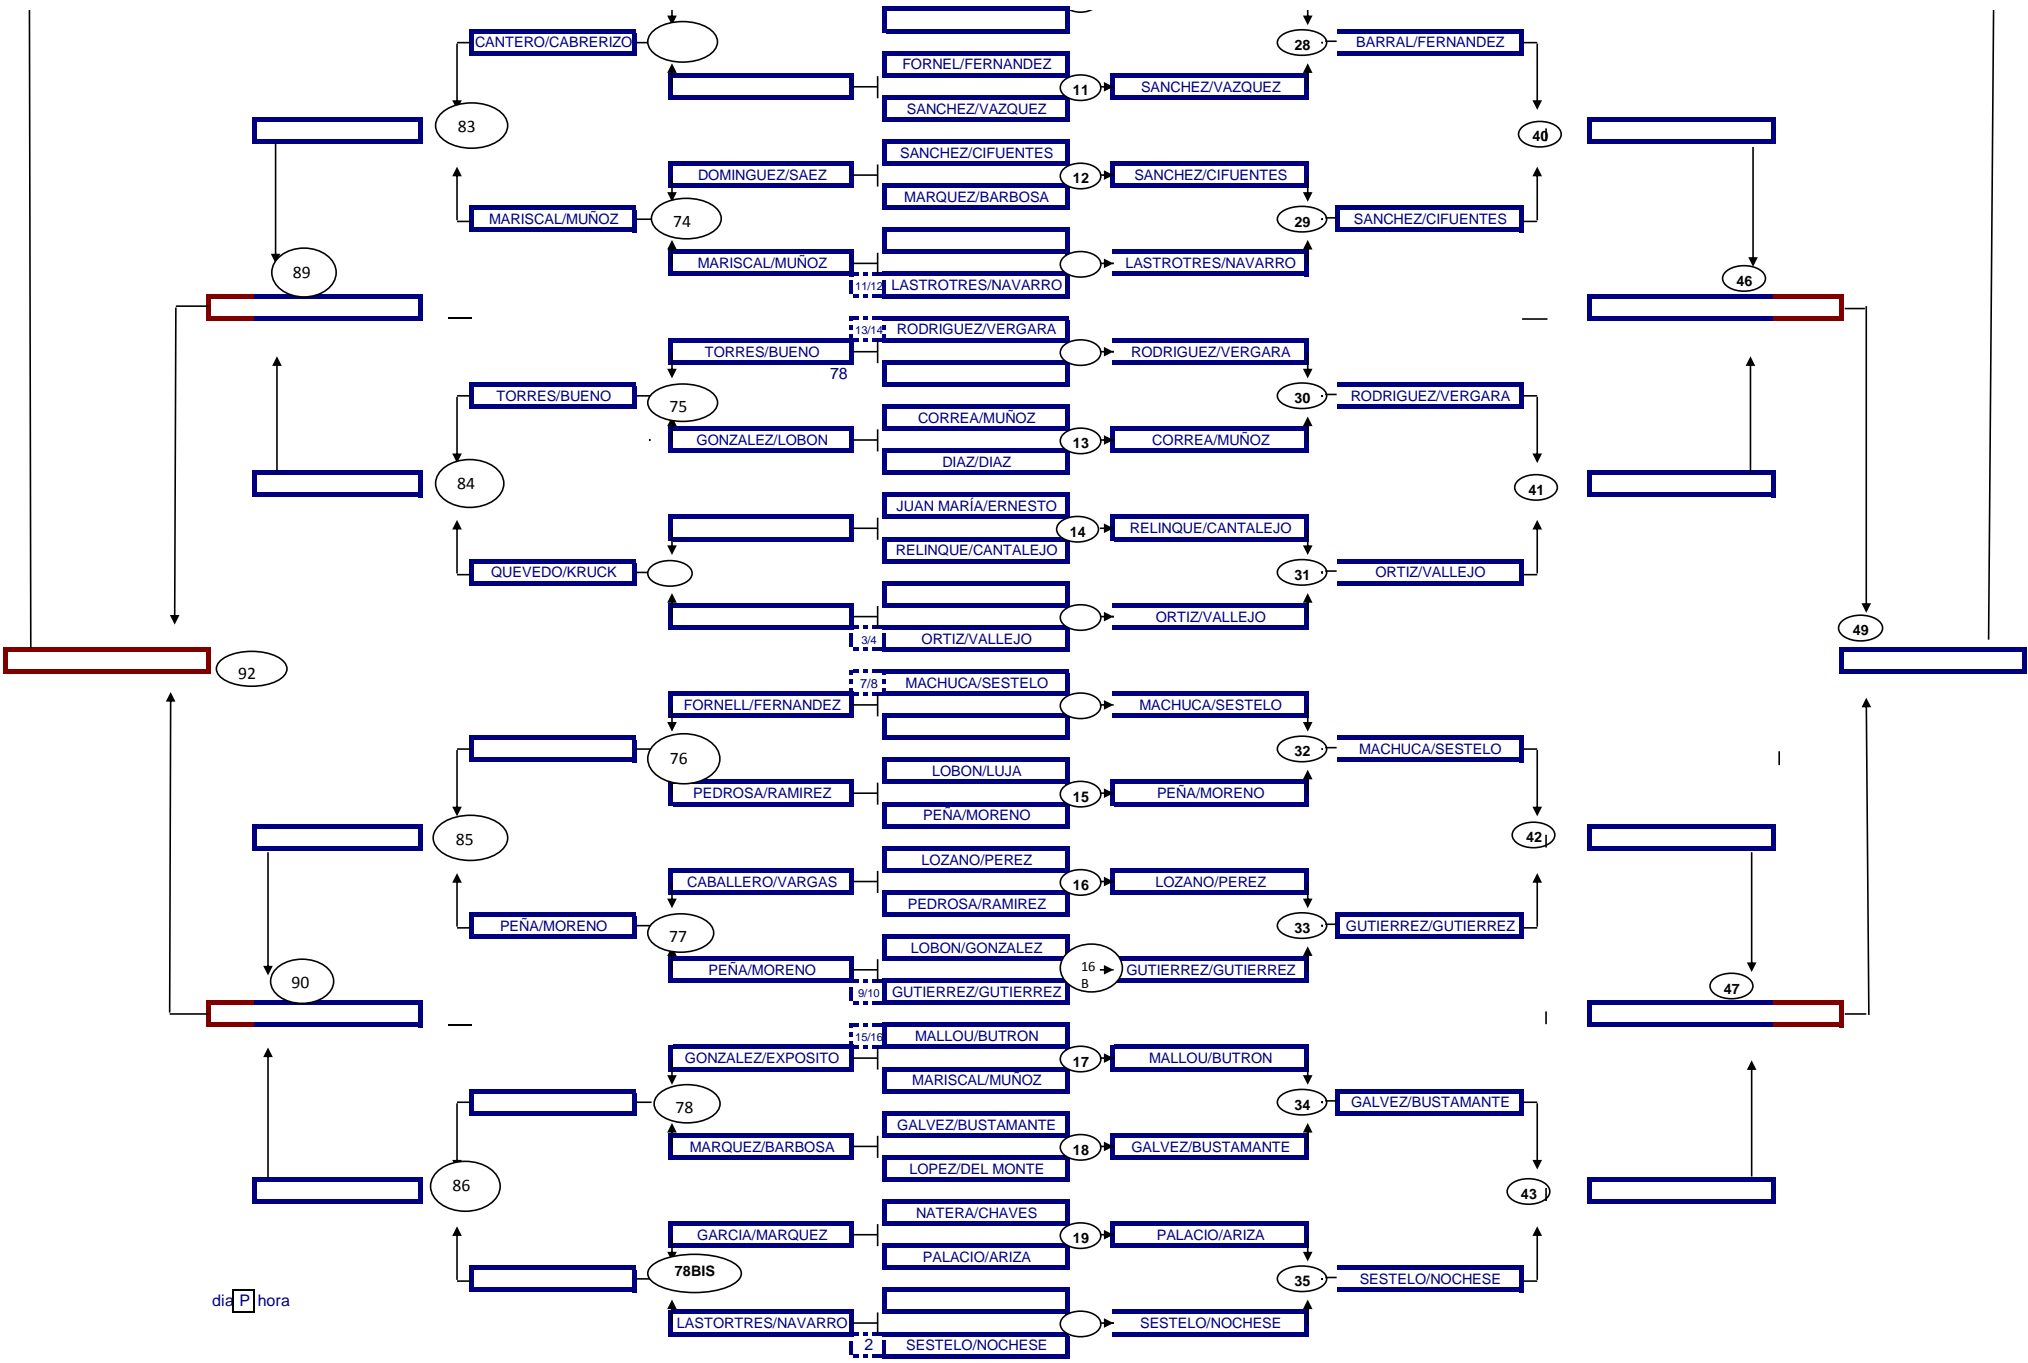 CANTERO/CABRERIZO 28 BARRAL/FERNANDEZ
FORNEL/FERNANDEZ
11 SANCHEZ/VAZQUEZ
SANCHEZ/VAZQUEZ
83 40
SANCHEZ/CIFUENTES
DOMINGUEZ/SAEZ 12 SANCHEZ/CIFUENTES
MARQUEZ/BARBOSA
MARISCAL/MUÑOZ 74 29 SANCHEZ/CIFUENTES
MARISCAL/MUÑOZ LASTROTRES/NAVARRO
89 46
11/12 LASTROTRES/NAVARRO
13/14 RODRIGUEZ/VERGARA
TORRES/BUENO RODRIGUEZ/VERGARA
78
TORRES/BUENO 75 30 RODRIGUEZ/VERGARA
CORREA/MUÑOZ
GONZALEZ/LOBON 13 CORREA/MUÑOZ
DIAZ/DIAZ
84 41
JUAN MARÍA/ERNESTO
14 RELINQUE/CANTALEJO
RELINQUE/CANTALEJO
QUEVEDO/KRUCK 31 ORTIZ/VALLEJO
ORTIZ/VALLEJO
49
3/4 ORTIZ/VALLEJO
92
7/8 MACHUCA/SESTELO
FORNELL/FERNANDEZ MACHUCA/SESTELO
76 32 MACHUCA/SESTELO
LOBON/LUJA
PEDROSA/RAMIREZ 15 PEÑA/MORENO
PEÑA/MORENO
85 42
LOZANO/PEREZ
CABALLERO/VARGAS 16 LOZANO/PEREZ
PEDROSA/RAMIREZ
PEÑA/MORENO 77 33 GUTIERREZ/GUTIERREZ
LOBON/GONZALEZ
PEÑA/MORENO 16 GUTIERREZ/GUTIERREZ
B
90 47
9/10 GUTIERREZ/GUTIERREZ
15/16 MALLOU/BUTRON
GONZALEZ/EXPOSITO 17 MALLOU/BUTRON
MARISCAL/MUÑOZ
78 34 GALVEZ/BUSTAMANTE
GALVEZ/BUSTAMANTE
MARQUEZ/BARBOSA 18 GALVEZ/BUSTAMANTE
LOPEZ/DEL MONTE
86 43
NATERA/CHAVES
GARCIA/MARQUEZ 19 PALACIO/ARIZA
PALACIO/ARIZA
78BIS 35 SESTELO/NOCHESE
dia P hora
LASTORTRES/NAVARRO SESTELO/NOCHESE
2 SESTELO/NOCHESE